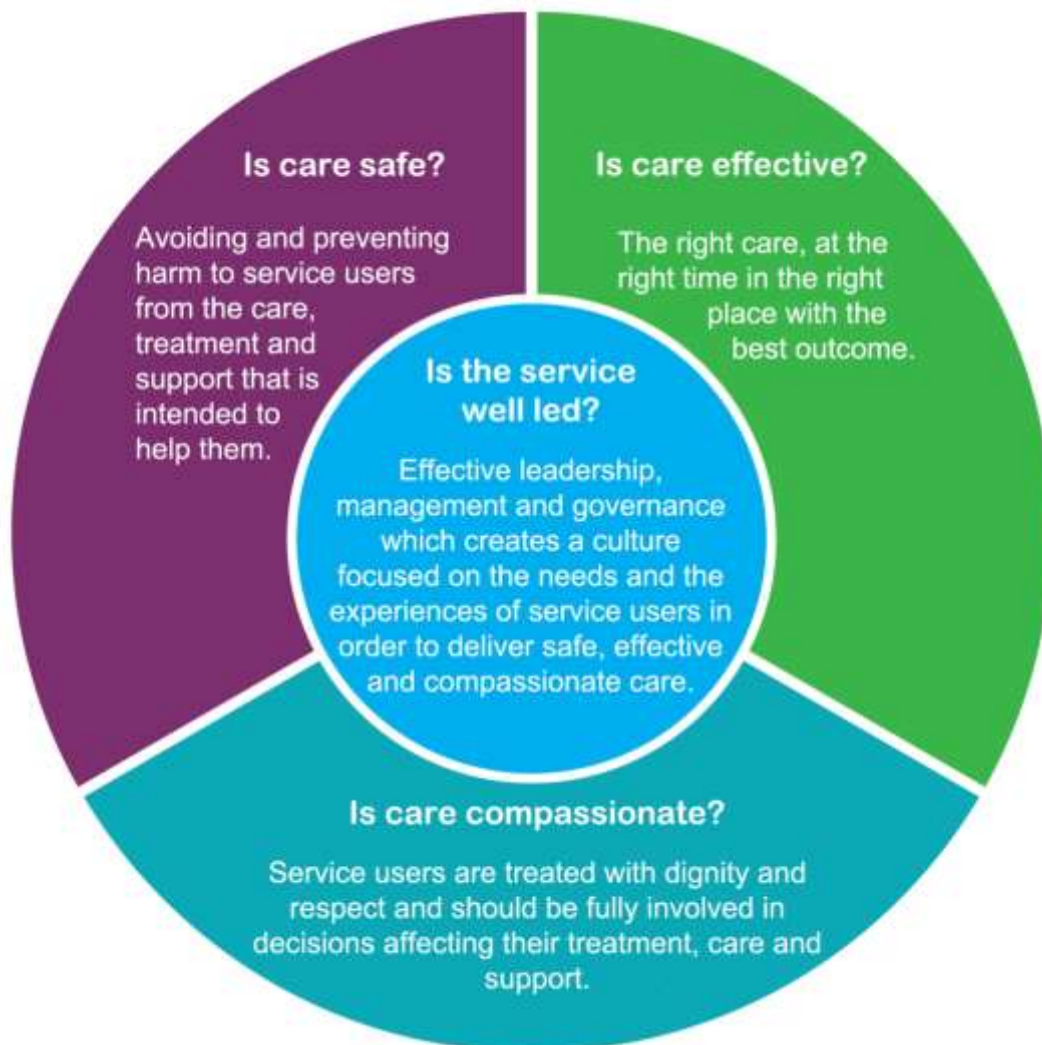 Is care safe?
Avoiding and preventing
harm to service users
from the care,
treatment and
support that is
intended to
help them.
Is care effective?
The right care, at the
right time in the right
place with the
best outcome.
Is the service
well led?
Effective leadership,
management and governance
which creates a culture
focused on the needs and the
experiences of service users in
order to deliver safe, effective
and compassionate care.
Is care compassionate?
Service users are treated with dignity and
respect and should be fully involved in
decisions affecting their treatment, care and
support.